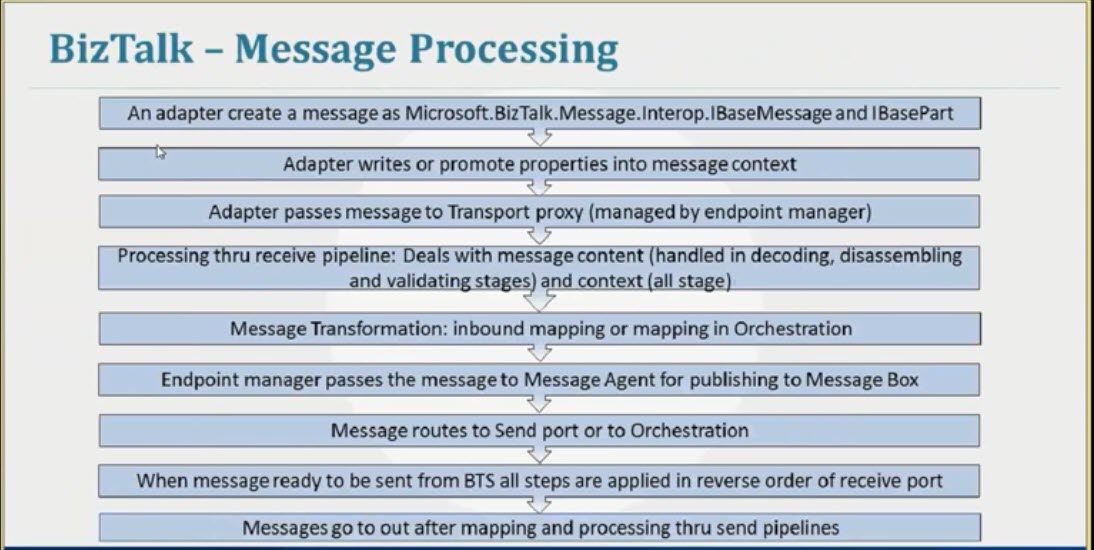 BizTalk – Message Processing
An adapter create a message as Microsoft.BizTalk.Message.Interop.IBaseMessage and IBasePart
Adapter writes or promote properties into message context
Adapter passes message to Transport proxy (managed by endpoint manager)
Processing thru receive pipeline: Deals with message content (handled in decoding, disassembling
and validating stages) and context (all stage)
Message Transformation: inbound mapping or mapping in Orchestration
Endpoint manager passes the message to Message Agent for publishing to Message Box
Message routes to Send port or to Orchestration
When message ready to be sent from BTS all steps are applied in reverse order of receive port
Messages go to out after mapping and processing thru send pipelines